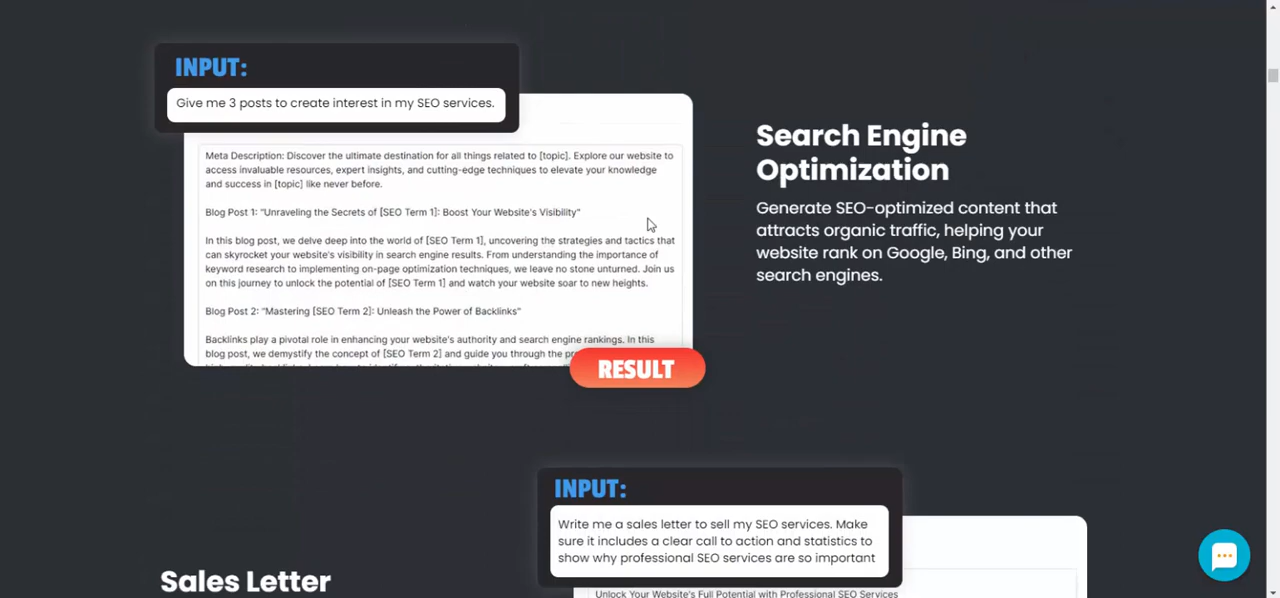 INPUT:
Give me 3 posts to create interest in my SEO services.
Meta Description: Discover the ultimate destination for all things related to [topic]. Explore our website to
access invaluable resources, expert insights, and cutting-edge techniques to elevate your knowledge
and success in [topic] like never before.
Blog Post 1: "Unraveling the Secrets of [SEO Term 1]: Boost Your Website's Visibility"
In this blog post, we delve deep into the world of [SEO Term 1], uncovering the strategies and tactics that
can skyrocket your website's visibility in search engine results. From understanding the importance of
keyword research to implementing on-page optimization techniques, we leave no stone unturned. Join us
on this journey to unlock the potential of [SEO Term 1] and watch your website soar to new heights.
Blog Post 2: "Mastering [SEO Term 2]: Unleash the Power of Backlinks"
Backlinks play a pivotal role in enhancing your website's authority and search engine rankings. In this
blog post, we demystify the concept of [SEO Term 2] and guide you through the
RESULT
Search Engine
Optimization
Generate SEO-optimized content that
attracts organic traffic, helping your
website rank on Google, Bing, and other
search engines.
INPUT:
Write me a sales letter to sell my SEO services. Make
sure it includes a clear call to action and statistics to
show why professional SEO services are so important
Sales Letter
Unlock Your Website's Full Potential with Professional SEO Services